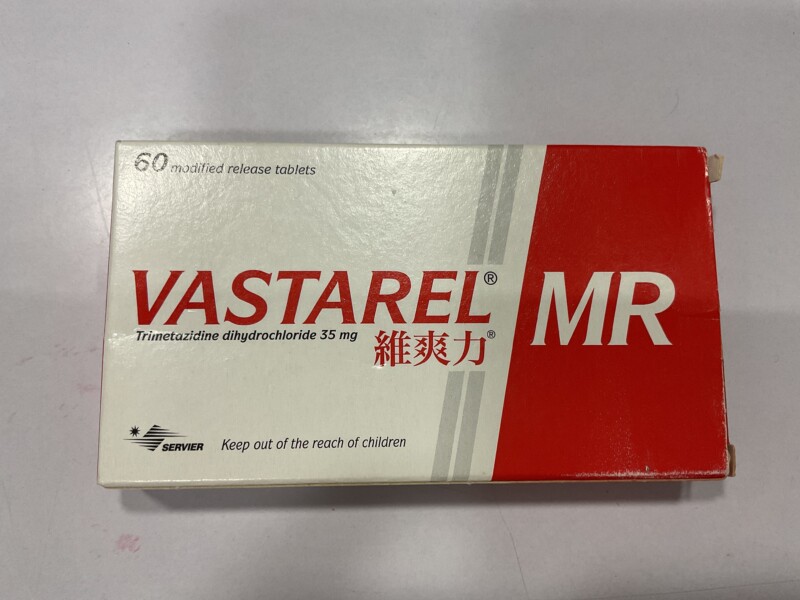 60 modified release tablets
VASTAREL® MR
Trimetazidine dihydrochloride 35 mg
維爽力®
SERVIER
Keep out of the reach of children